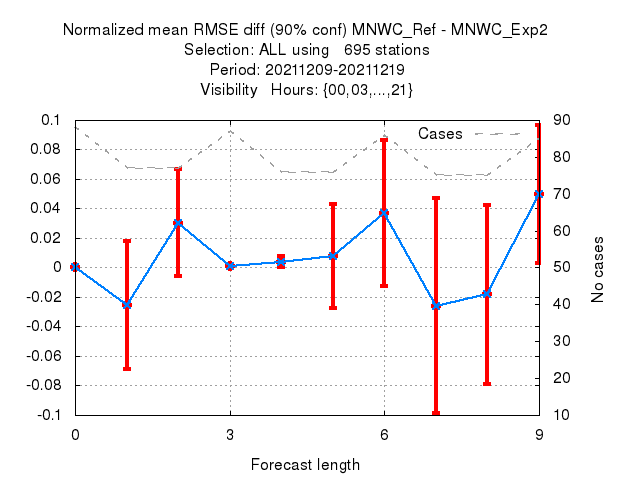 Normalized mean RMSE diff (90% conf) MNWC_Ref - MNWC_Exp2
Selection: ALL using   695 stations
Period: 20211209-20211219
Visibility   Hours: {00,03,...,21}
Cases
0.1
0.08
0.06
0.04
0.02
0
-0.02
-0.04
-0.06
-0.08
-0.1
90
80
70
60
50
40
30
20
10
No cases
0 3 6 9
Forecast length